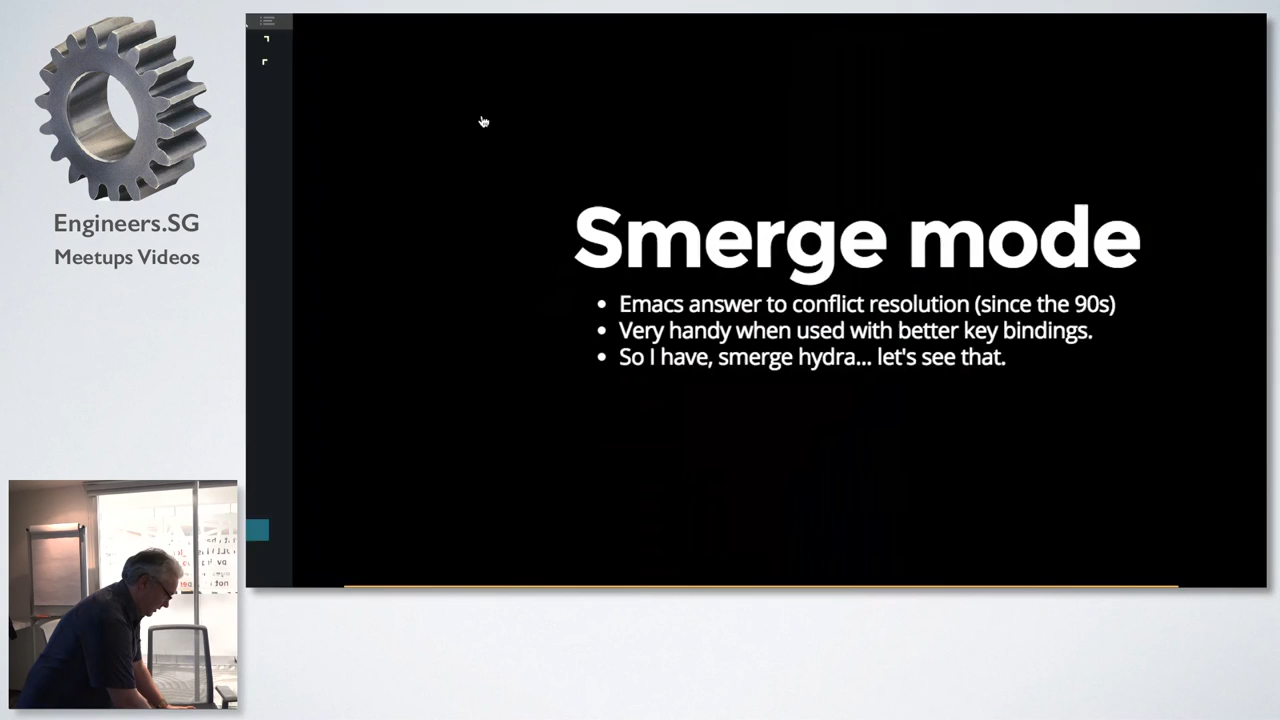 Engineers.SG
Meetups Videos
Smerge mode
• Emacs answer to conflict resolution (since the 90s)
• Very handy when used with better key bindings.
• So I have, smerge hydra... let's see that.